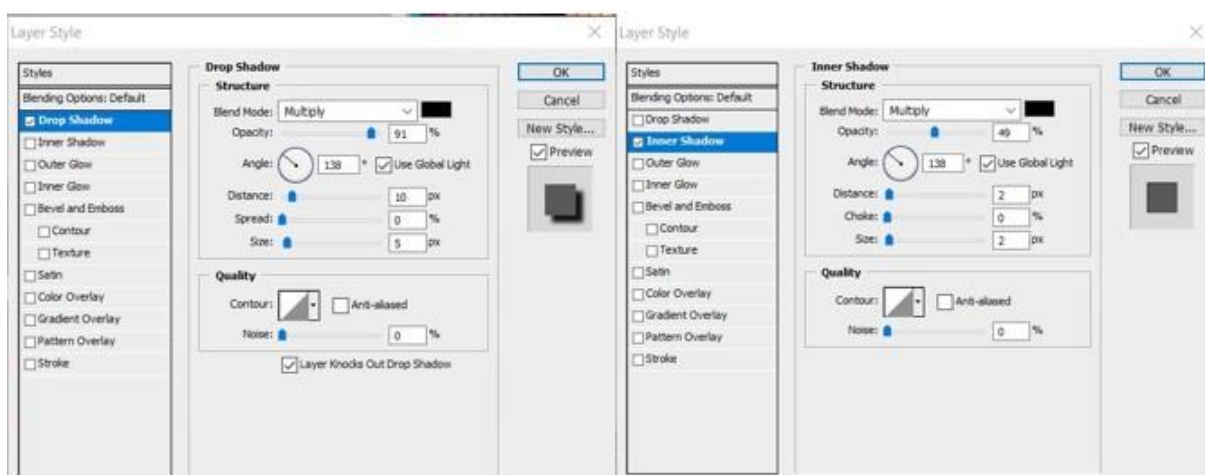 Layer Style
Styles
Blending Options: Default
Drop Shadow
Inner Shadow
Outer Glow
Inner Glow
Bevel and Emboss
Contour
Texture
Satin
Color Overlay
Gradient Overlay
Pattern Overlay
Stroke
Drop Shadow
Structure
Blend Mode: Multiply
Opacity: 91 %
Angle: 138 ° Use Global Light
Distance: 10 px
Spread: 0 %
Size: 5 px
Quality
Contour: Anti-aliased
Noise: 0 %
Layer Knocks Out Drop Shadow
OK
Cancel
New Style...
Preview
Layer Style
Styles
Blending Options: Default
Drop Shadow
Inner Shadow
Outer Glow
Inner Glow
Bevel and Emboss
Contour
Texture
Satin
Color Overlay
Gradient Overlay
Pattern Overlay
Stroke
Inner Shadow
Structure
Blend Mode: Multiply
Opacity: 49 %
Angle: 138 ° Use Global Light
Distance: 2 px
Choke: 0 %
Size: 2 px
Quality
Contour: Anti-aliased
Noise: 0 %
OK
Cancel
New Style...
Preview